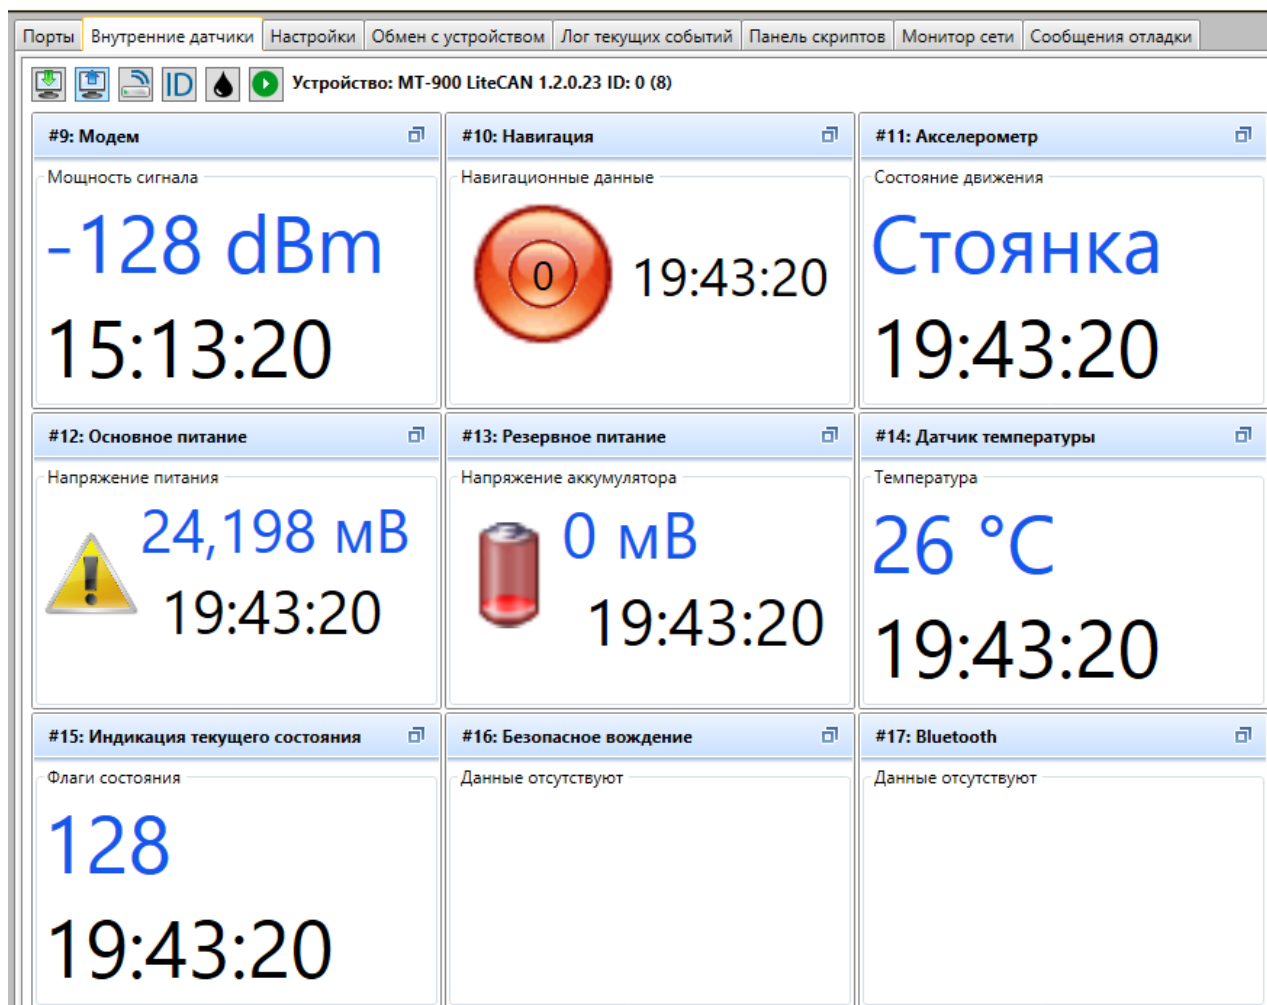 Порты Внутренние датчики Настройки Обмен с устройством Лог текущих событий Панель скриптов Монитор сети Сообщения отладки
ID Устройство: MT-900 LiteCAN 1.2.0.23 ID: 0 (8)
#9: Модем
Мощность сигнала
-128 dBm
15:13:20
#10: Навигация
Навигационные данные
0
19:43:20
#11: Акселерометр
Состояние движения
Стоянка
19:43:20
#12: Основное питание
Напряжение питания
24,198 мВ
19:43:20
#13: Резервное питание
Напряжение аккумулятора
0 мВ
19:43:20
#14: Датчик температуры
Температура
26 °C
19:43:20
#15: Индикация текущего состояния
Флаги состояния
128
19:43:20
#16: Безопасное вождение
Данные отсутствуют
#17: Bluetooth
Данные отсутствуют